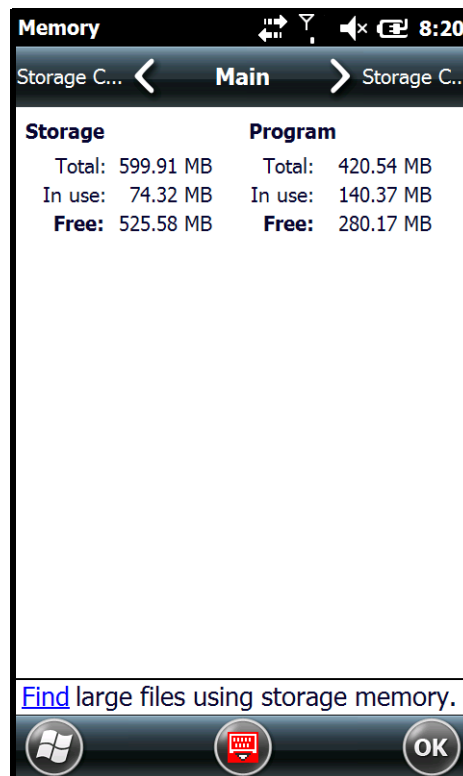 Memory 8:20
Storage C... Main Storage C..
Storage Program
Total: 599.91 MB Total: 420.54 MB
In use: 74.32 MB In use: 140.37 MB
Free: 525.58 MB Free: 280.17 MB
Find large files using storage memory.
OK